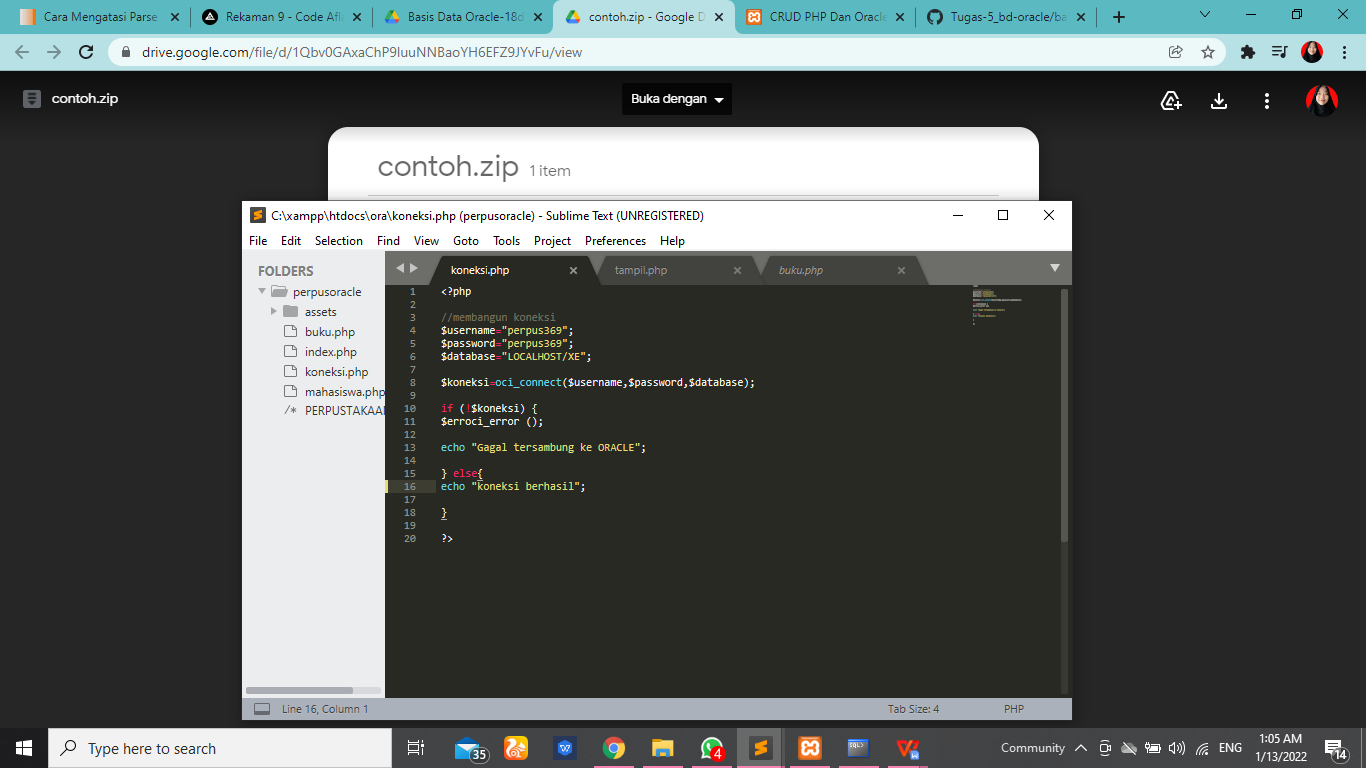 Cara Mengatasi Parse
Rekaman 9 - Code Afl
Basis Data Oracle-18d
contoh.zip - Google D
CRUD PHP Dan Oracle
Tugas-5_bd-oracle/ba
drive.google.com/file/d/1Qbv0GAxaChP9IuuNNBaoYH6EFZ9JYvFu/view
contoh.zip
Buka dengan
contoh.zip 1 item
C:\xampp\htdocs\ora\koneksi.php (perpusoracle) - Sublime Text (UNREGISTERED)
File Edit Selection Find View Goto Tools Project Preferences Help
FOLDERS
perpusoracle
assets
buku.php
index.php
koneksi.php
mahasiswa.php
/* PERPUSTAKAA
koneksi.php tampil.php buku.php
1 <?php
2
3 //membangun koneksi
4 $username="perpus369";
5 $password="perpus369";
6 $database="LOCALHOST/XE";
7
8 $koneksi=oci_connect($username,$password,$database);
9
10 if (!$koneksi) {
11 $erroci_error ();
12
13 echo "Gagal tersambung ke ORACLE";
14
15 } else{
16 echo "koneksi berhasil";
17
18 }
19
20 ?>
Line 16, Column 1
Tab Size: 4
PHP
Type here to search
35
4
SQL>
Community
ENG
1:05 AM
1/13/2022
14